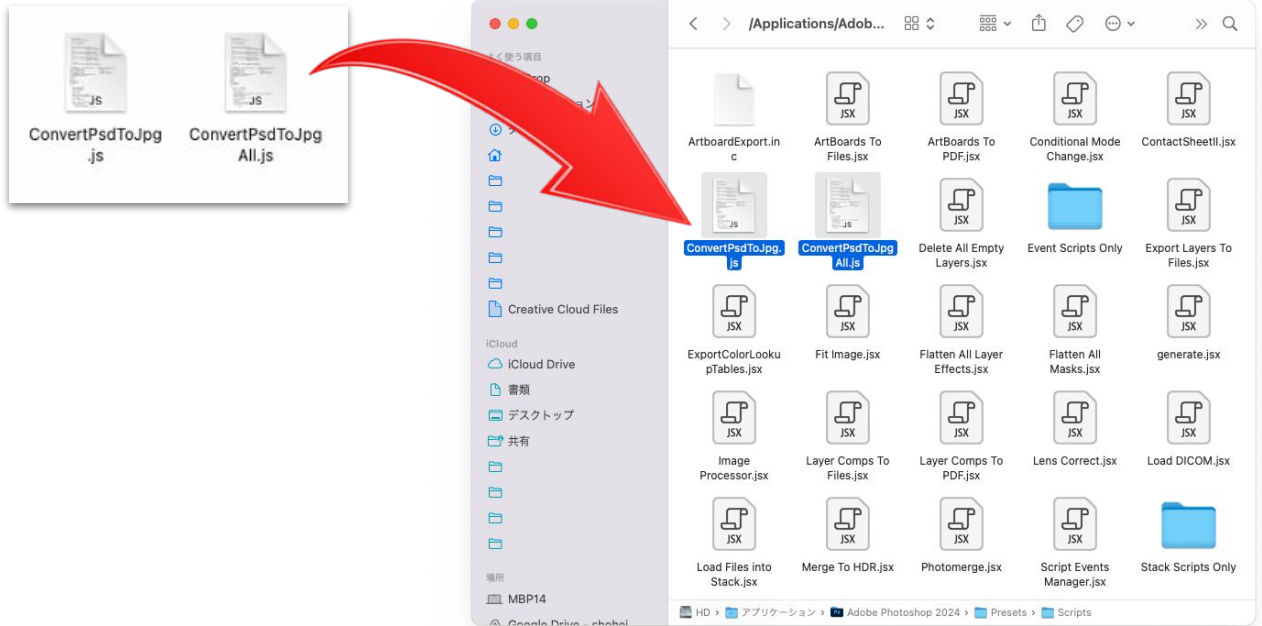 JS
JS
ConvertPsdToJpg
.js
ConvertPsdToJpg
All.js
/Applications/Adob...
よく使う項目
Creative Cloud Files
iCloud
iCloud Drive
書類
デスクトップ
共有
場所
MBP14
Google Drive - shohei
ArtboardExport.in
c
JSX
ArtBoards To
Files.jsx
JSX
ArtBoards To
PDF.jsx
JSX
Conditional Mode
Change.jsx
JSX
ContactSheetII.jsx
JS
ConvertPsdToJpg.
js
JS
ConvertPsdToJpg
All.js
JSX
Delete All Empty
Layers.jsx
Event Scripts Only
JSX
Export Layers To
Files.jsx
JSX
ExportColorLooku
pTables.jsx
JSX
Fit Image.jsx
JSX
Flatten All Layer
Effects.jsx
JSX
Flatten All
Masks.jsx
JSX
generate.jsx
JSX
Image
Processor.jsx
JSX
Layer Comps To
Files.jsx
JSX
Layer Comps To
PDF.jsx
JSX
Lens Correct.jsx
JSX
Load DICOM.jsx
JSX
Load Files into
Stack.jsx
JSX
Merge To HDR.jsx
JSX
Photomerge.jsx
JSX
Script Events
Manager.jsx
Stack Scripts Only
HD › アプリケーション › Adobe Photoshop 2024 › Presets › Scripts